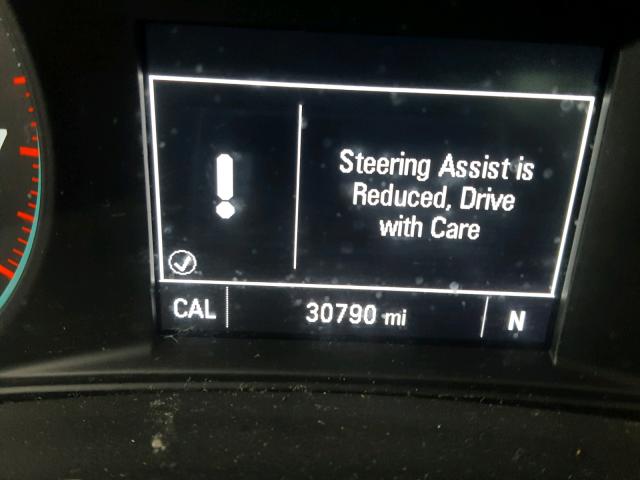 Steering Assist is
Reduced, Drive
with Care
CAL 30790 mi N